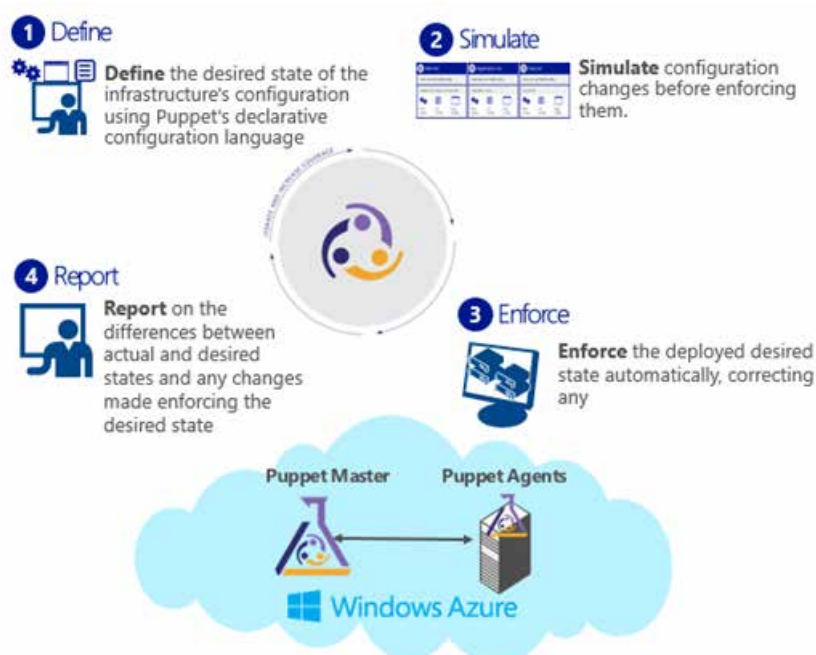 1 Define
Define the desired state of the
infrastructure's configuration
using Puppet's declarative
configuration language
2 Simulate
Simulate configuration
changes before enforcing
them.
4 Report
Report on the
differences between
actual and desired
states and any changes
made enforcing the
desired state
3 Enforce
Enforce the deployed desired
state automatically, correcting
any
Puppet Master
Puppet Agents
Windows Azure